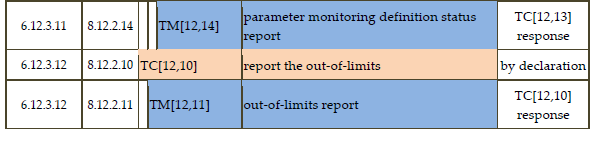 6.12.3.11 8.12.2.14 TM[12,14] parameter monitoring definition status report TC[12,13] response
6.12.3.12 8.12.2.10 TC[12,10] report the out-of-limits by declaration
6.12.3.12 8.12.2.11 TM[12,11] out-of-limits report TC[12,10] response